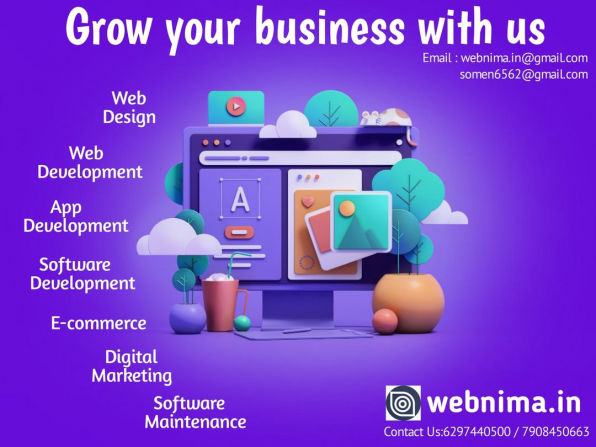 Grow your business with us
Email : webnima.in@gmail.com
somen6562@gmail.com
Web
Design
Web
Development
App
Development
Software
Development
E-commerce
Digital
Marketing
Software
Maintenance
A
webnima.in
Contact Us:6297440500 / 7908450663